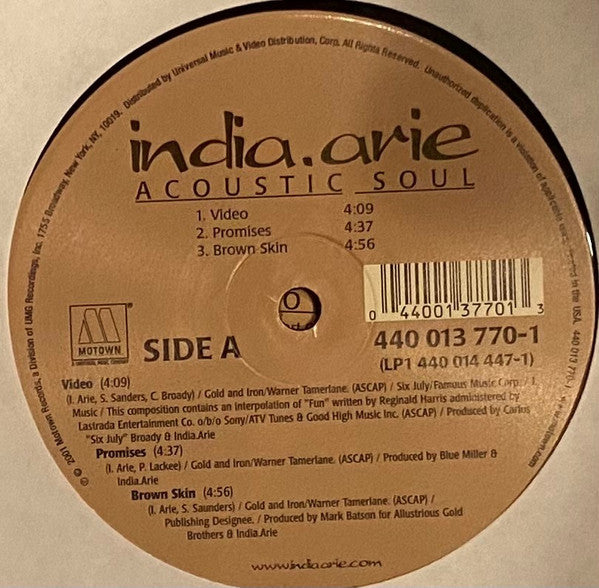 1755 Broadway, New York, NY, 10019. Distributed by Universal Music & Video Distribution, Corp. All Rights Reserved. Unauthorized duplication is a violation of applicable
in the USA. 440 013 770-1
india.arie
ACOUSTIC SOUL
1. Video 4:09
2. Promises 4:37
3. Brown Skin 4:56
0 44001 37701 3
M
MOTOWN
A UNIVERSAL MUSIC COMPANY
SIDE A
440 013 770-1
(LP1 440 014 447-1)
Video (4:09)
(I. Arie, S. Sanders, C. Broady) / Gold and Iron/Warner Tamerlane. (ASCAP) / Six July/Famous Music Corp. / I.
Music / This composition contains an interpolation of "Fun" written by Reginald Harris administered by
Lastrada Entertainment Co. o/b/o Sony/ATV Tunes & Good High Music Inc. (ASCAP) / Produced by Carlos
"Six July" Broady & India.Arie
Promises (4:37)
(I. Arie, P. Lackee) / Gold and Iron/Warner Tamerlane. (ASCAP) / Produced by Blue Miller &
India.Arie
Brown Skin (4:56)
(I. Arie, S. Saunders) / Gold and Iron/Warner Tamerlane. (ASCAP) /
Publishing Designee. / Produced by Mark Batson for Allustrious Gold
Brothers & India.Arie
www.indiaarie.com
℗ © 2001 Motown Records, a Division of UMG Recordings, Inc.